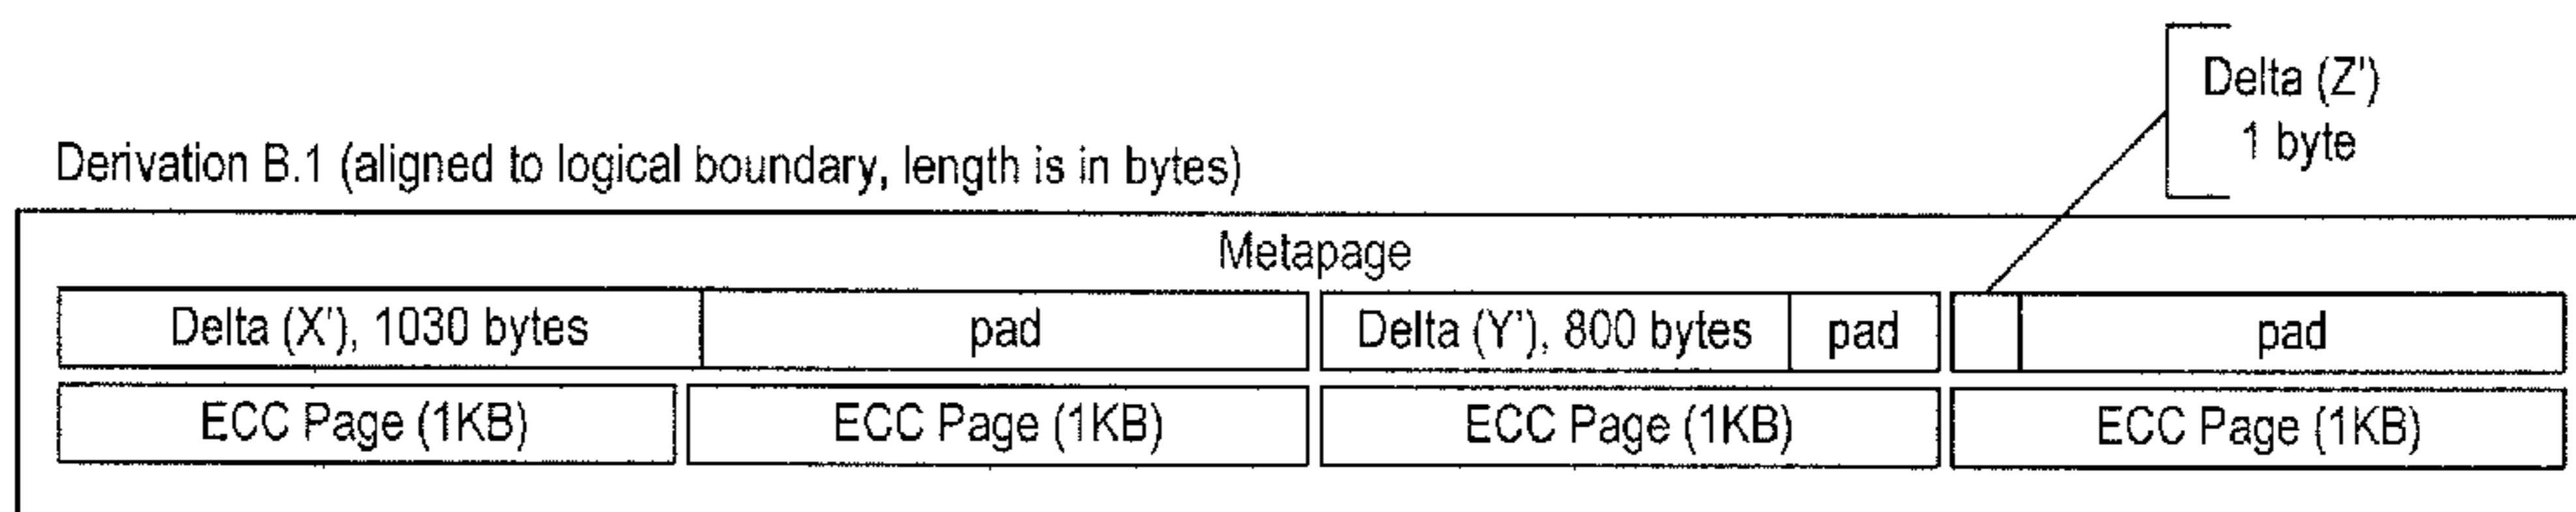 Delta (Z')
1 byte
Derivation B.1 (aligned to logical boundary, length is in bytes)
Metapage
Delta (X'), 1030 bytes pad Delta (Y'), 800 bytes pad pad
ECC Page (1KB) ECC Page (1KB) ECC Page (1KB) ECC Page (1KB)